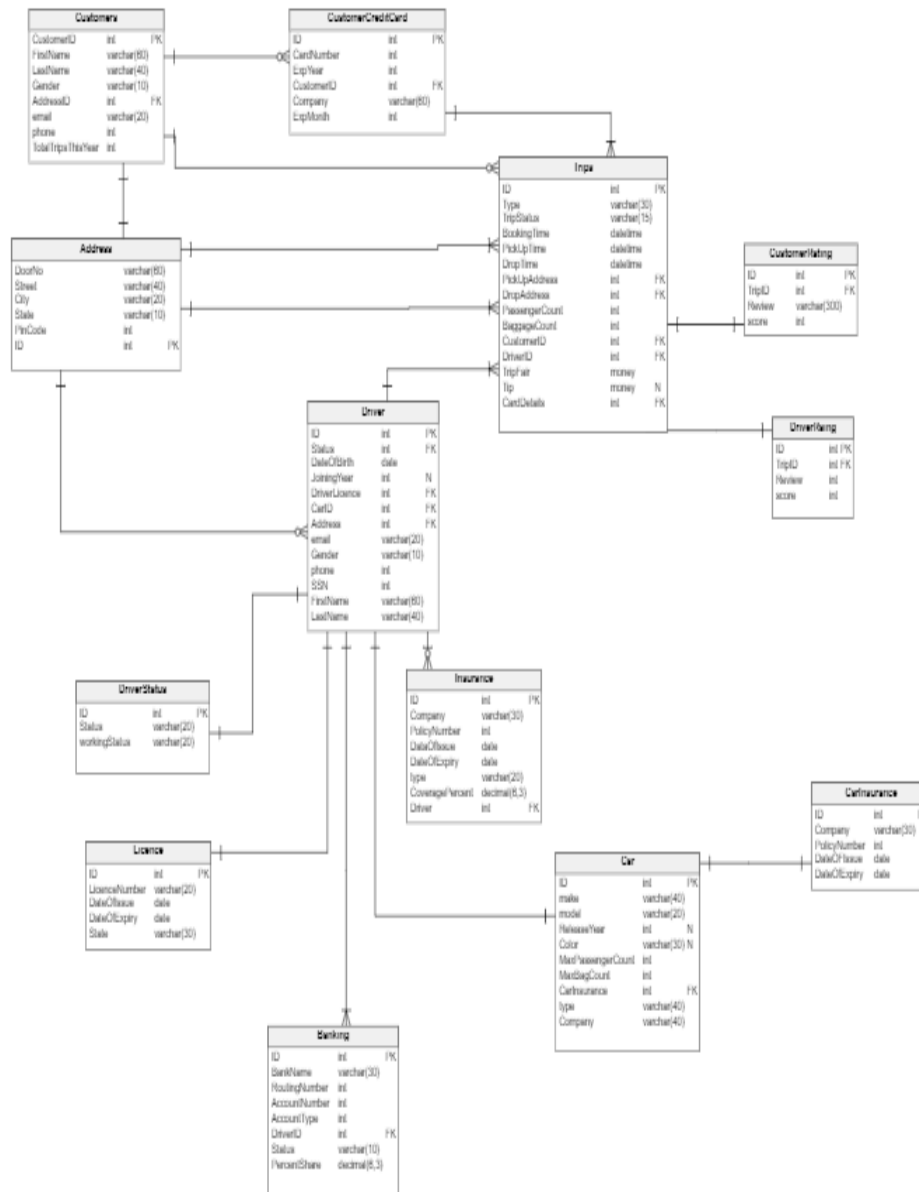 Customers
CustomerID int PK
FirstName varchar(60)
LastName varchar(40)
Gender varchar(10)
AddressID int FK
email varchar(20)
phone int
TotalTripsThisYear int
CustomerCreditCard
ID int PK
CardNumber int
ExpYear int
CustomerID int FK
Company varchar(60)
ExpMonth int
Trips
ID int PK
Type varchar(30)
TripStatus varchar(15)
BookingTime datetime
PickUpTime datetime
DropTime datetime
PickUpAddress int FK
DropAddress int FK
PassengerCount int
BaggageCount int
CustomerID int FK
DriverID int FK
TripFair money
Tip money N
CardDetails int FK
Address
DoorNo varchar(60)
Street varchar(40)
City varchar(20)
State varchar(10)
PinCode int
ID int PK
CustomerRating
ID int PK
TripID int FK
Review varchar(300)
score int
DriverRating
ID int PK
TripID int FK
Review int
score int
Driver
ID int PK
Status int FK
DateOfBirth date
JoiningYear int N
DriverLicence int FK
CarID int FK
Address int FK
email varchar(20)
Gender varchar(10)
phone int
SSN int
FirstName varchar(60)
LastName varchar(40)
DriverStatus
ID int PK
Status varchar(20)
workingStatus varchar(20)
Insurance
ID int PK
Company varchar(30)
PolicyNumber int
DataOfIssue date
DateOfExpiry date
type varchar(20)
CoveragePercent decimal(6,3)
Driver int FK
CarInsurance
ID int
Company varchar(30)
PolicyNumber int
DateOfIssue date
DateOfExpiry date
Licence
ID int PK
LicenceNumber varchar(20)
DateOfIssue date
DateOfExpiry date
State varchar(30)
Car
ID int PK
make varchar(40)
model varchar(20)
ReleaseYear int N
Color varchar(30) N
MaxPassengerCount int
MaxBagCount int
CarInsurance int FK
type varchar(40)
Company varchar(40)
Banking
ID int PK
BankName varchar(30)
RoutingNumber int
AccountNumber int
AccountType int
DriverID int FK
Status varchar(10)
PercentShare decimal(6,3)